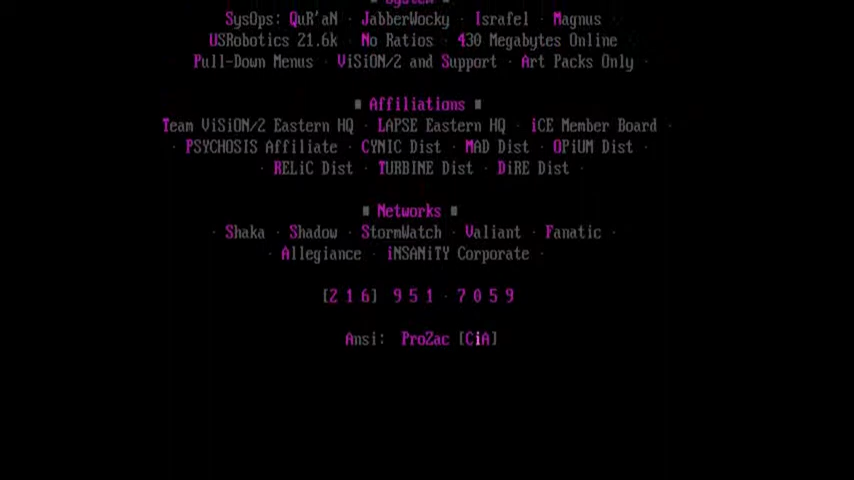 ■ System ■
SysOps: QuR'aN · JabberWocky · Israfel · Magnus ·
USRobotics 21.6k · No Ratios · 430 Megabytes Online ·
Pull-Down Menus · ViSiON/2 and Support · Art Packs Only ·
■ Affiliations ■
Team ViSiON/2 Eastern HQ · LAPSE Eastern HQ · iCE Member Board ·
· PSYCHOSIS Affiliate · CYNIC Dist · MAD Dist · OPiUM Dist ·
· RELiC Dist · TURBINE Dist · DiRE Dist ·
■ Networks ■
· Shaka · Shadow · StormWatch · Valiant · Fanatic ·
· Allegiance · iNSANiTY Corporate ·
[2 1 6] 9 5 1 · 7 0 5 9
Ansi: ProZac [CiA]